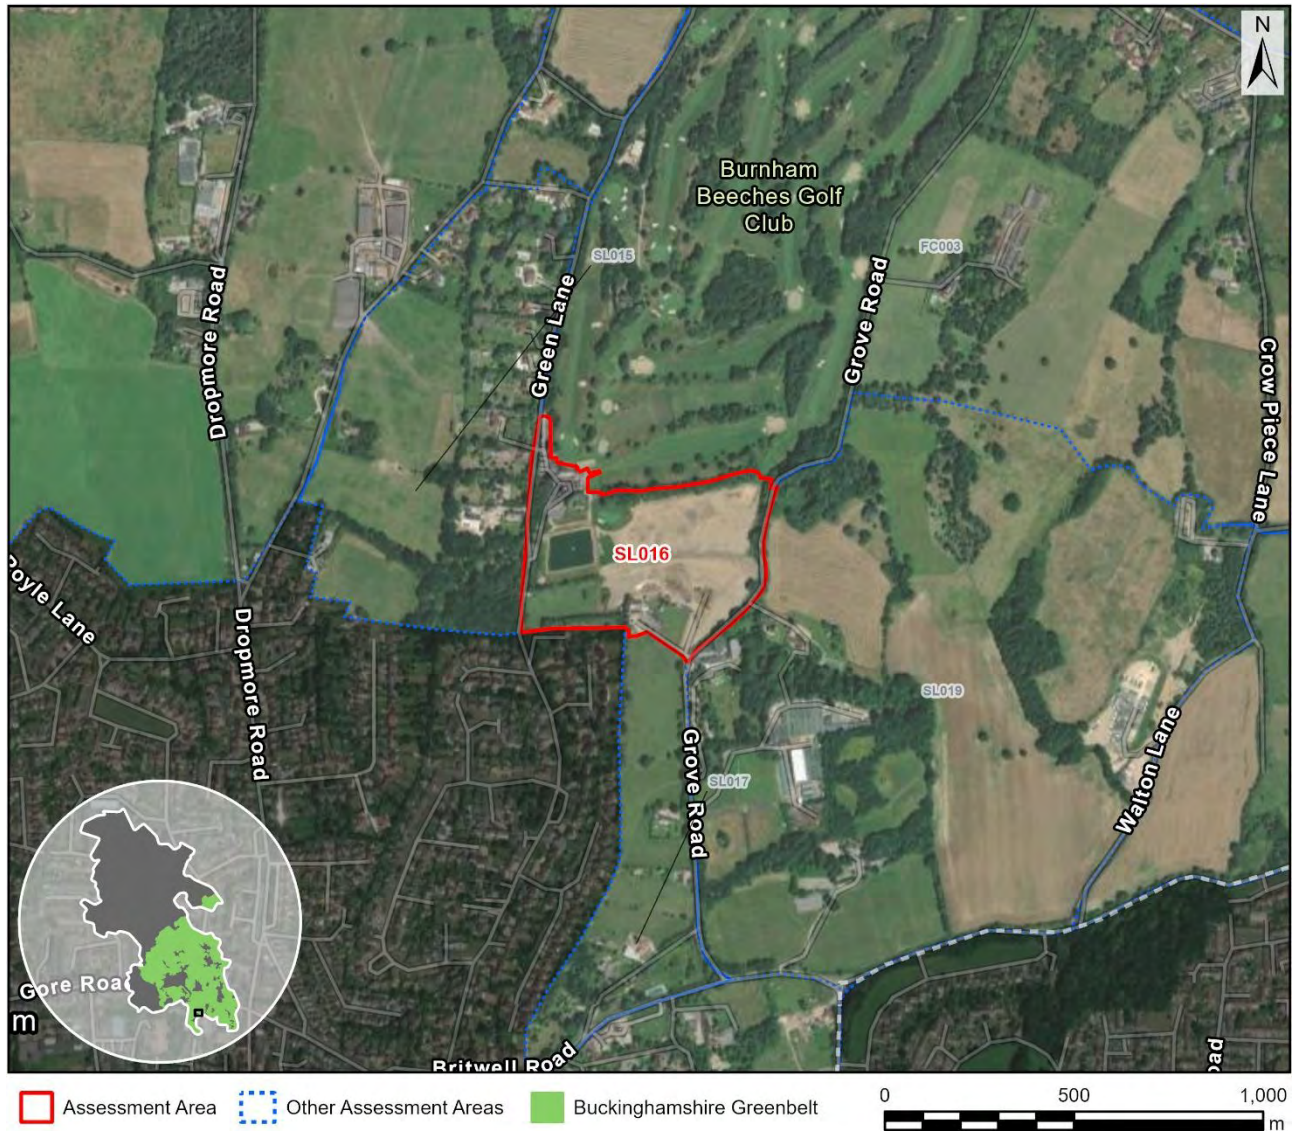 N
Burnham
Beeches Golf
Club
SL015
FC003
Green Lane
Dropmore Road
Grove Road
Crow Piece Lane
SL016
Poyle Lane
Dropmore Road
SL019
Grove Road
SL017
Walton Lane
Gore Road
m
Britwell Road
oad
Assessment Area
Other Assessment Areas
Buckinghamshire Greenbelt
0 500 1,000
m